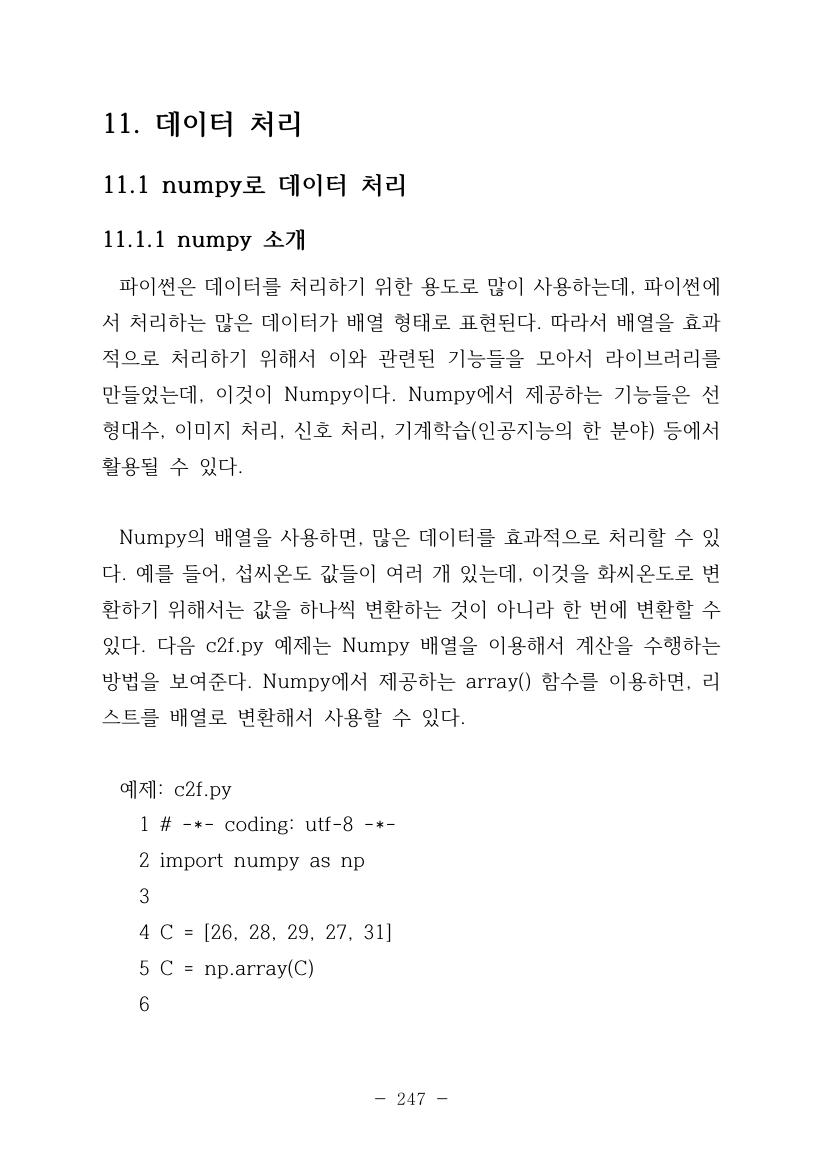 11. 데이터 처리
11.1 numpy로 데이터 처리
11.1.1 numpy 소개
파이썬은 데이터를 처리하기 위한 용도로 많이 사용하는데, 파이썬에
서 처리하는 많은 데이터가 배열 형태로 표현된다. 따라서 배열을 효과
적으로 처리하기 위해서 이와 관련된 기능들을 모아서 라이브러리를
만들었는데, 이것이 Numpy이다. Numpy에서 제공하는 기능들은 선
형대수, 이미지 처리, 신호 처리, 기계학습(인공지능의 한 분야) 등에서
활용될 수 있다.
Numpy의 배열을 사용하면, 많은 데이터를 효과적으로 처리할 수 있
다. 예를 들어, 섭씨온도 값들이 여러 개 있는데, 이것을 화씨온도로 변
환하기 위해서는 값을 하나씩 변환하는 것이 아니라 한 번에 변환할 수
있다. 다음 c2f.py 예제는 Numpy 배열을 이용해서 계산을 수행하는
방법을 보여준다. Numpy에서 제공하는 array() 함수를 이용하면, 리
스트를 배열로 변환해서 사용할 수 있다.
예제: c2f.py
1 # -*- coding: utf-8 -*-
2 import numpy as np
3
4 C = [26, 28, 29, 27, 31]
5 C = np.array(C)
6
- 247 -